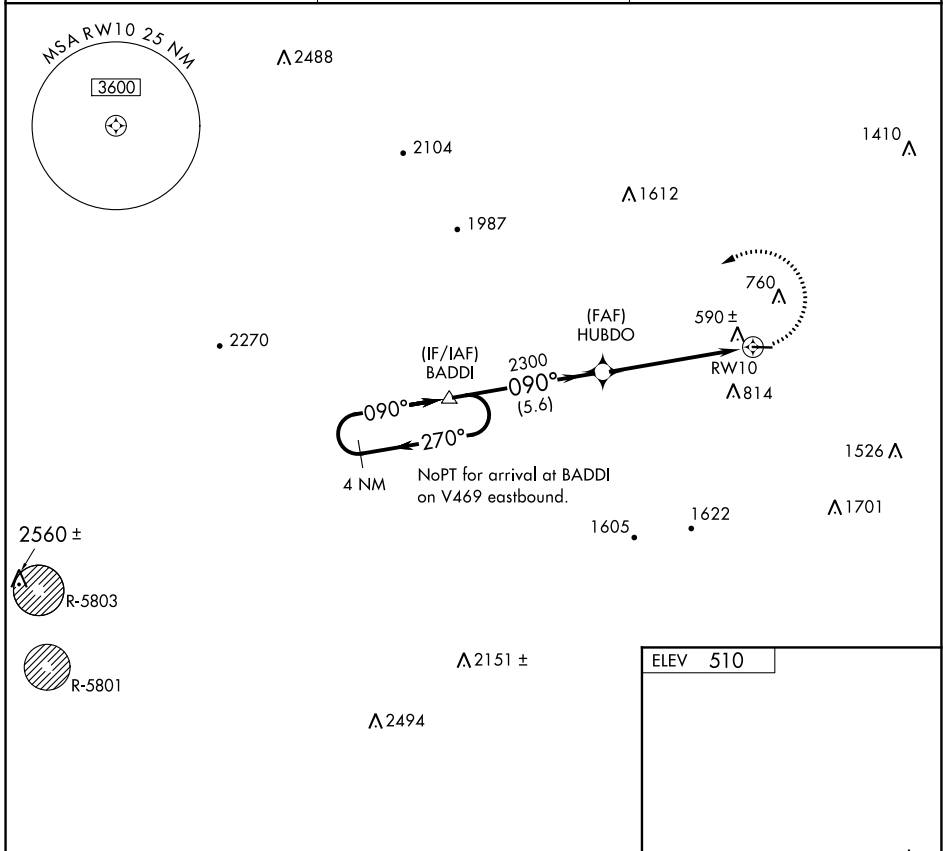 MSA RW10 25 NM
3600
2488
2104
1410
1612
1987
760
590 ±
2270
(FAF)
HUBDO
(IF/IAF)
BADDI
2300
090°
(5.6)
RW10
814
090°
270°
4 NM
NoPT for arrival at BADDI
on V469 eastbound.
1526
1701
1605
1622
2560 ±
R-5803
R-5801
2151 ±
2494
ELEV 510